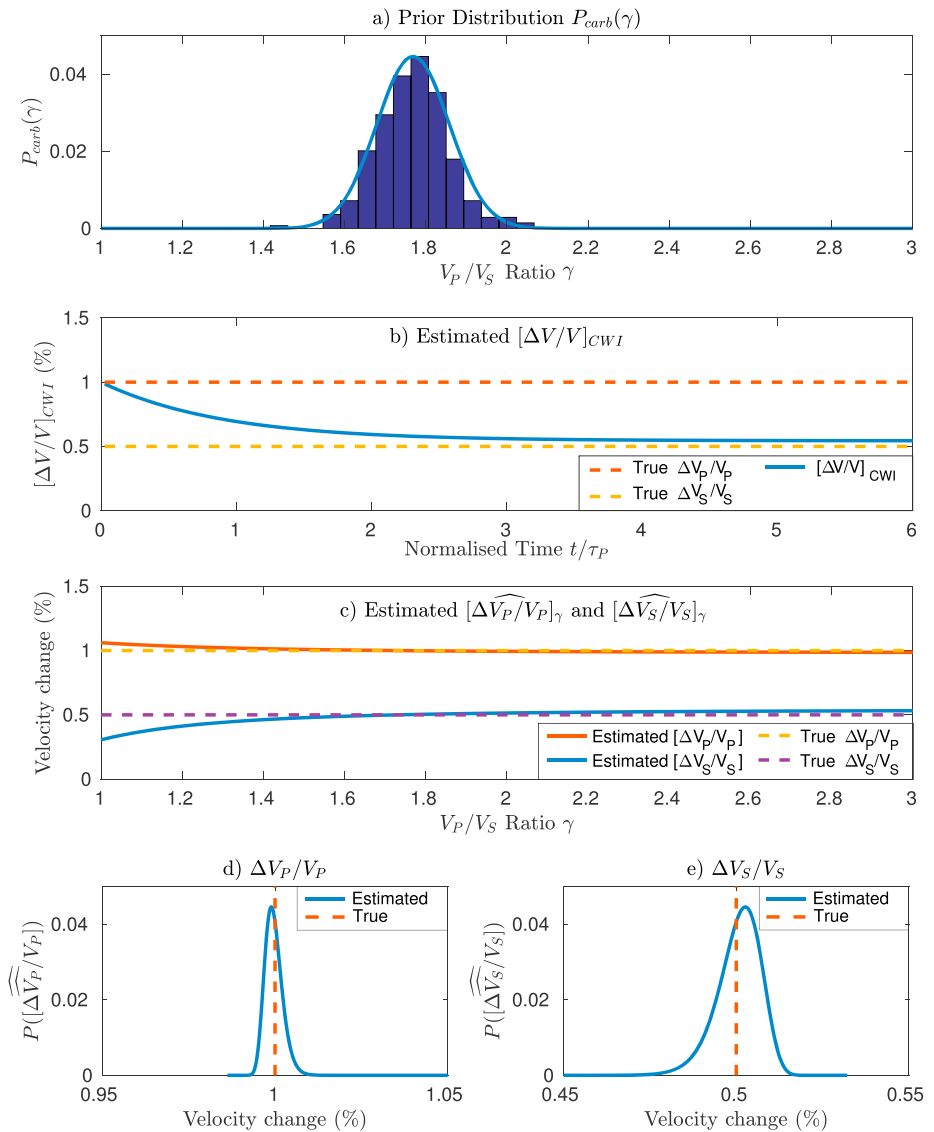 a) Prior Distribution P_carb(γ)
P_carb(γ)
0.04
0.02
0
1 1.2 1.4 1.6 1.8 2 2.2 2.4 2.6 2.8 3
V_P/V_S Ratio γ
b) Estimated [ΔV/V]_CWI
[ΔV/V]_CWI (%)
1.5
1
0.5
0
True ΔV_P/V_P
True ΔV_S/V_S
[ΔV/V]_CWI
0 1 2 3 4 5 6
Normalised Time t/τ_P
c) Estimated [ΔV_P/V_P]_γ and [ΔV_S/V_S]_γ
Velocity change (%)
1.5
1
0.5
0
Estimated [ΔV_P/V_P]
Estimated [ΔV_S/V_S]
True ΔV_P/V_P
True ΔV_S/V_S
1 1.2 1.4 1.6 1.8 2 2.2 2.4 2.6 2.8 3
V_P/V_S Ratio γ
d) ΔV_P/V_P
P([ΔV_P/V_P])
0.04
0.02
0
Estimated
True
0.95 1 1.05
Velocity change (%)
e) ΔV_S/V_S
P([ΔV_S/V_S])
0.04
0.02
0
Estimated
True
0.45 0.5 0.55
Velocity change (%)